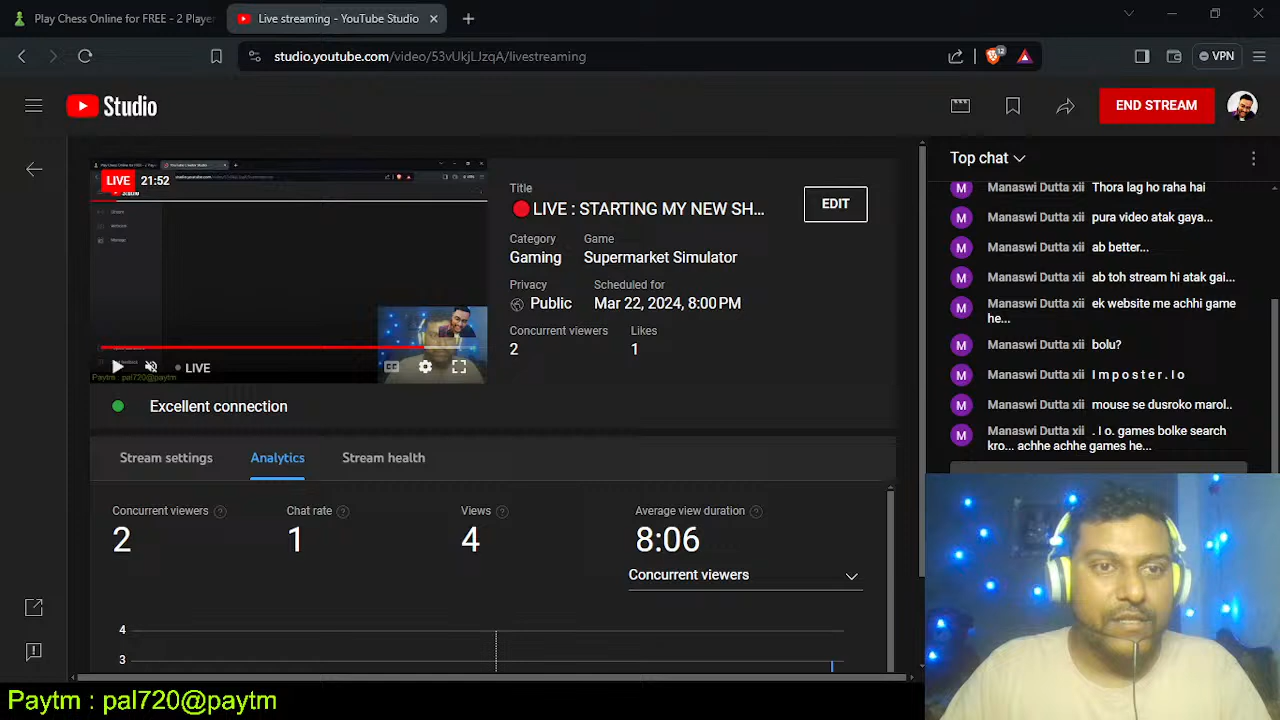 Play Chess Online for FREE - 2 Player
Live streaming - YouTube Studio
studio.youtube.com/video/53vUkjLJzqA/livestreaming
12
VPN
Studio
END STREAM
LIVE 21:52
LIVE
Paytm : pal720@paytm
Title
LIVE : STARTING MY NEW SH...
EDIT
Category
Game
Gaming
Supermarket Simulator
Privacy
Scheduled for
Public
Mar 22, 2024, 8:00 PM
Concurrent viewers
Likes
2
1
Excellent connection
Stream settings
Analytics
Stream health
Concurrent viewers
Chat rate
Views
Average view duration
2
1
4
8:06
Concurrent viewers
4
3
Top chat
M Manaswi Dutta xii Thora lag ho raha hai
M Manaswi Dutta xii pura video atak gaya...
M Manaswi Dutta xii ab better...
M Manaswi Dutta xii ab toh stream hi atak gai...
M Manaswi Dutta xii ek website me achhi game
he...
M Manaswi Dutta xii bolu?
M Manaswi Dutta xii I m p o s t e r . I o
M Manaswi Dutta xii mouse se dusroko marol..
M Manaswi Dutta xii . I o. games bolke search
kro... achhe achhe games he...
Paytm : pal720@paytm